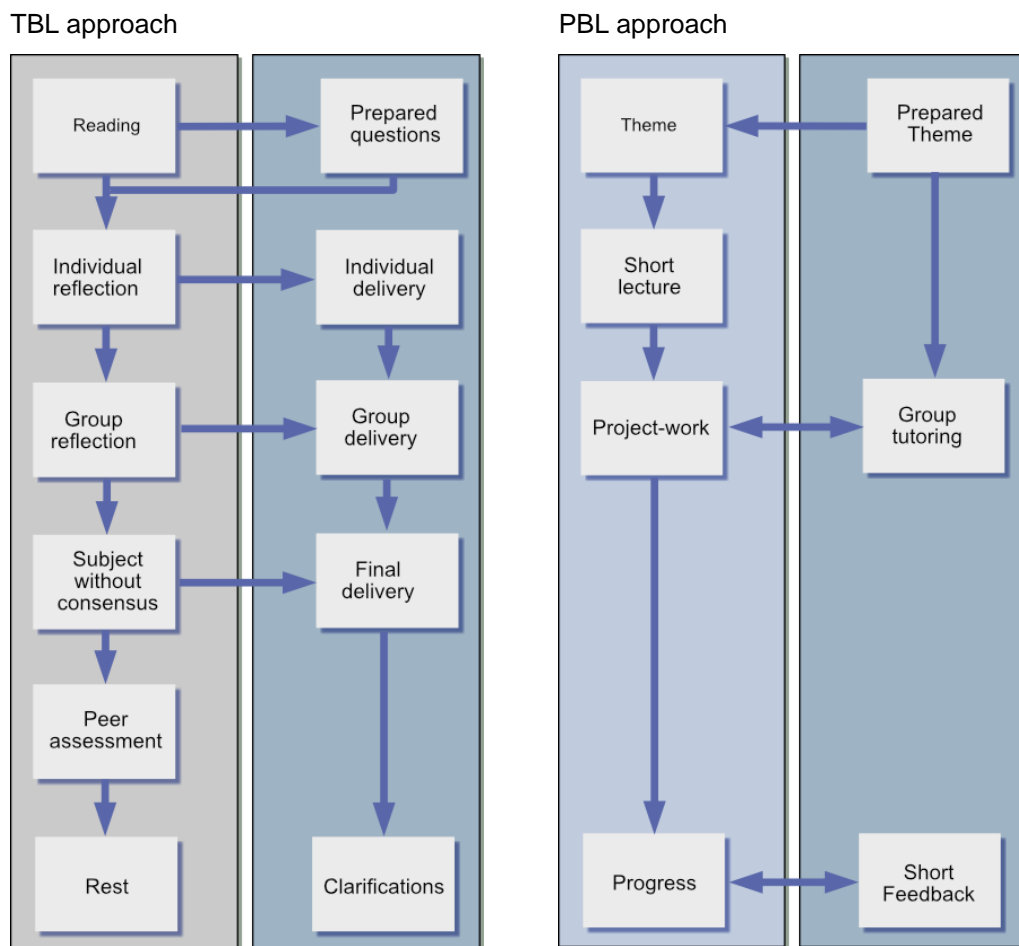 TBL approach
PBL approach
Reading
Prepared
questions
Theme
Prepared
Theme
Individual
reflection
Individual
delivery
Short
lecture
Group
reflection
Group
delivery
Project-work
Group
tutoring
Subject
without
consensus
Final
delivery
Peer
assessment
Rest
Clarifications
Progress
Short
Feedback